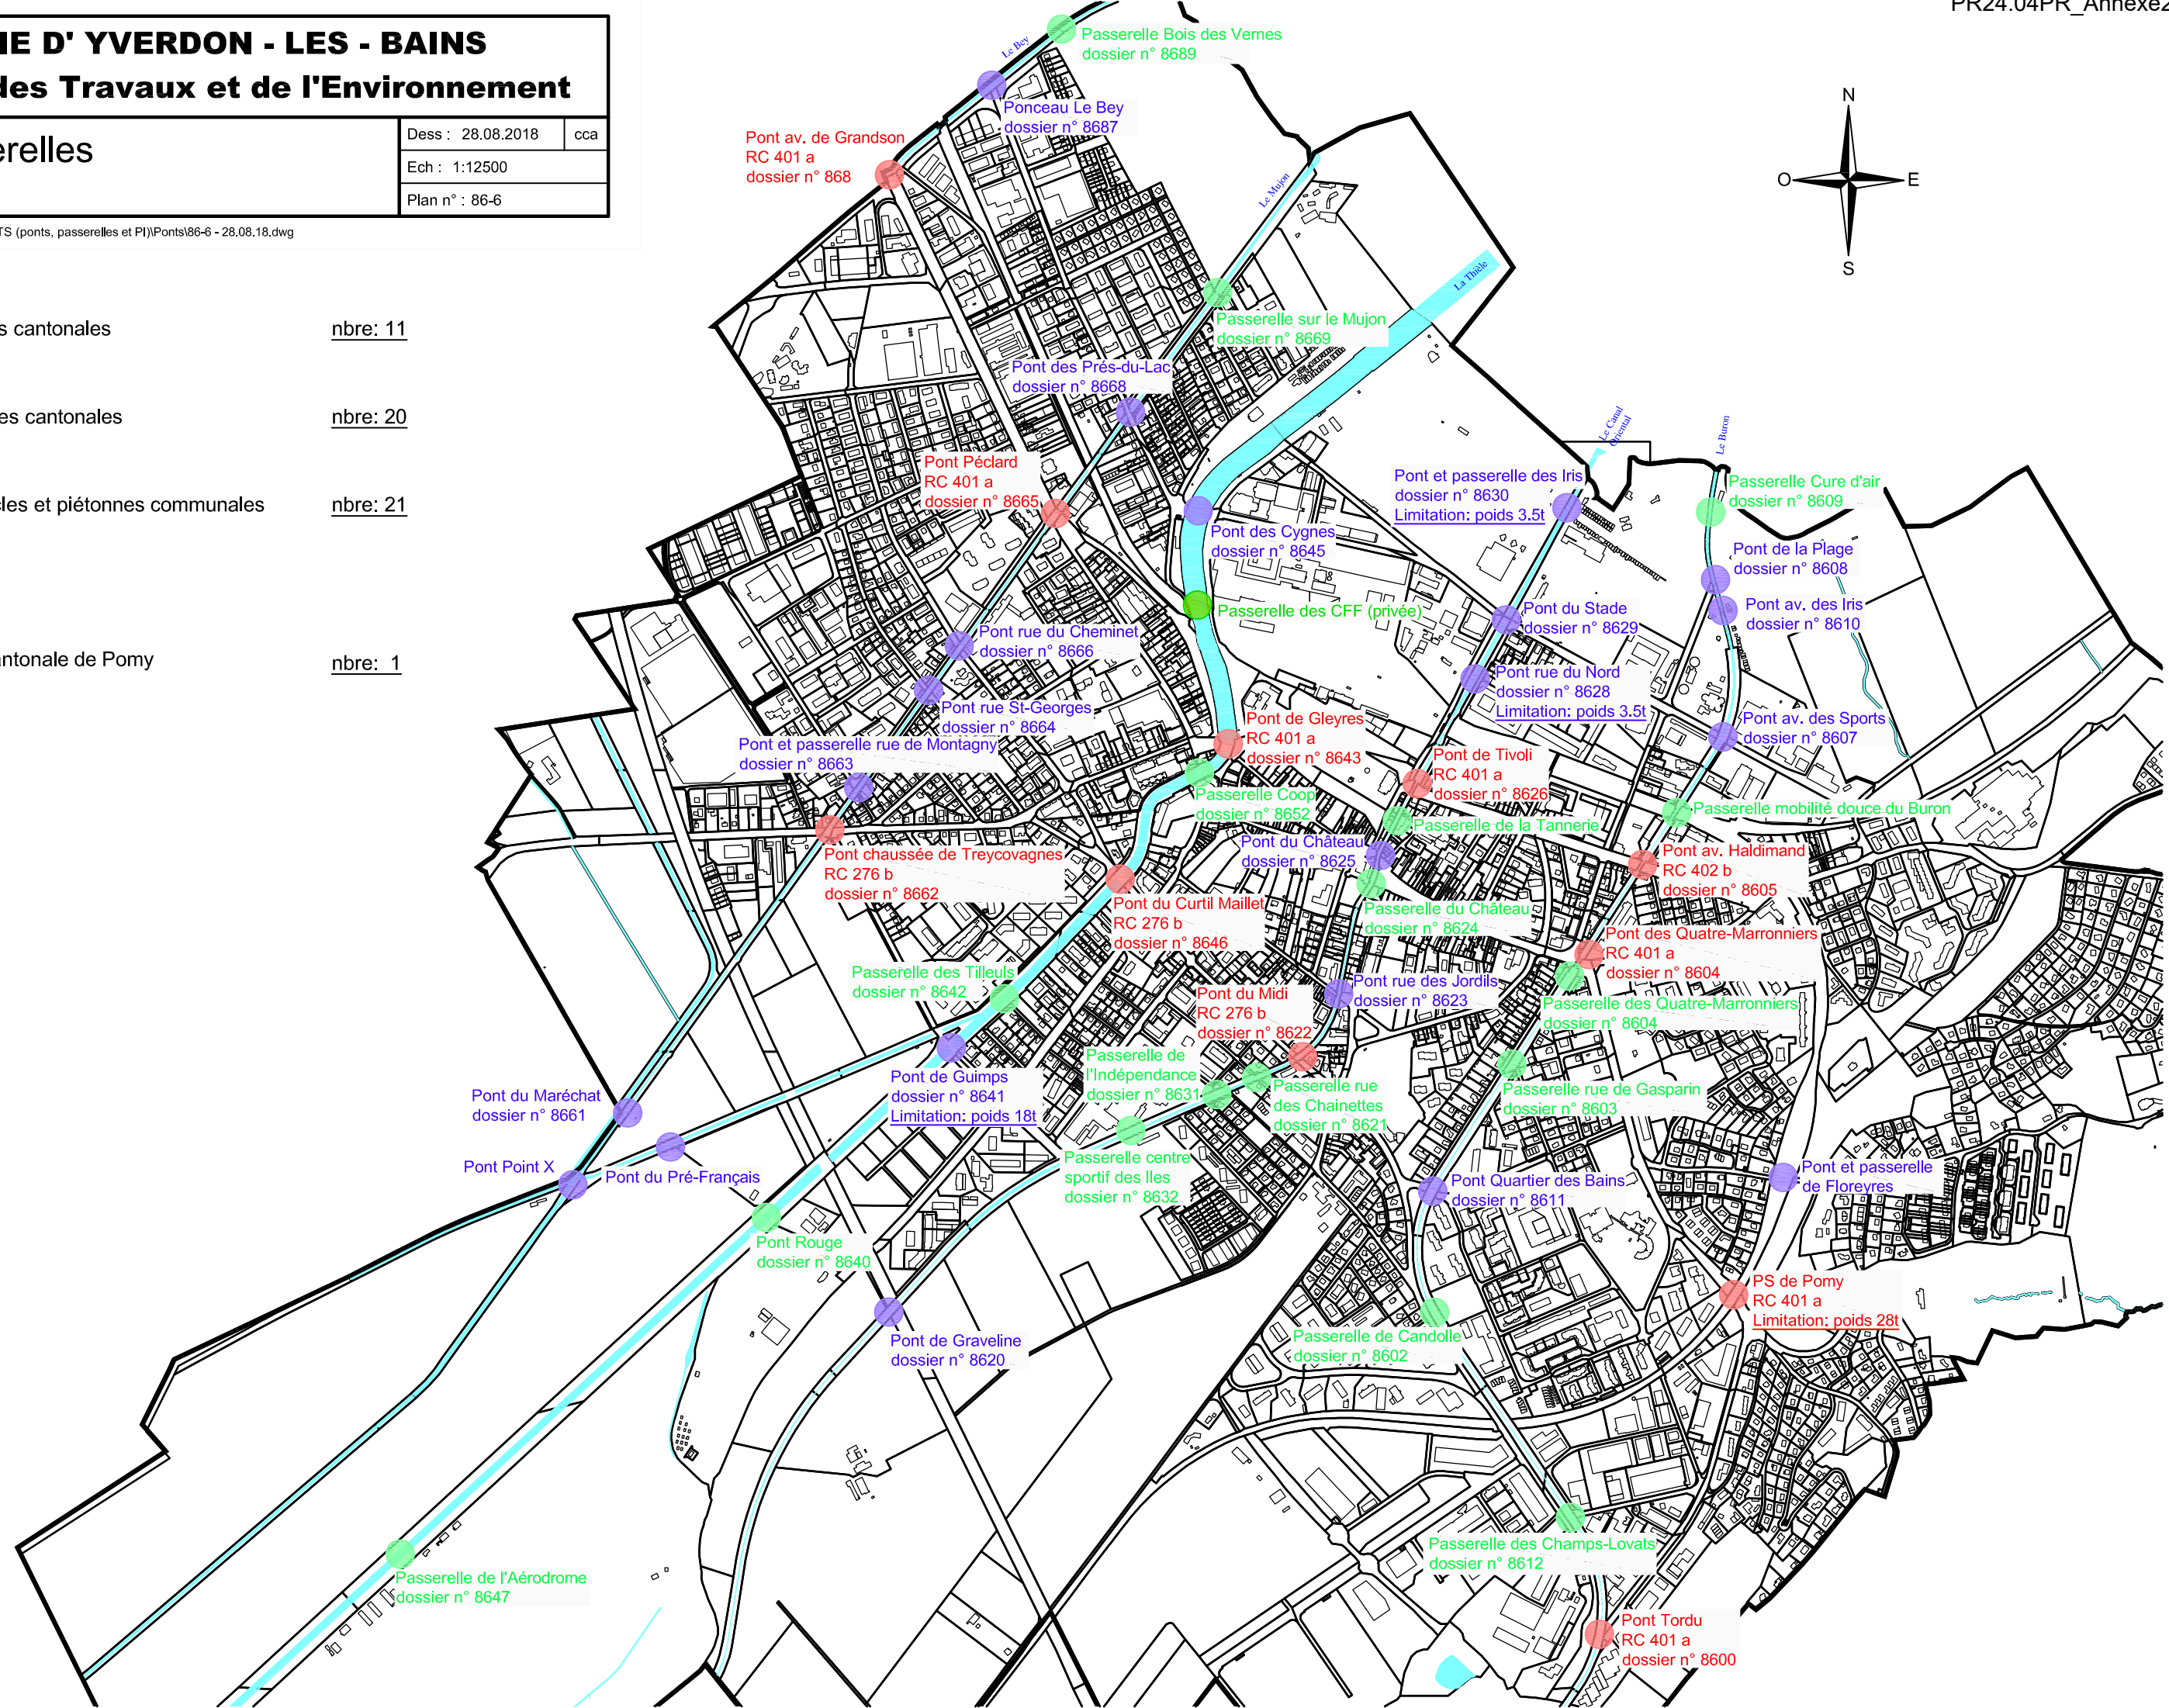 PR24.04PR_Annexe2
D' YVERDON - LES - BAINS
des Travaux et de l'Environnement
Dess : 28.08.2018 cca
Ech : 1:12500
Plan n° : 86-6
(ponts, passerelles et PI)\Ponts\86-6 - 28.08.18.dwg
cantonales
nbre: 11
cantonales
nbre: 20
et piétonnes communales
nbre: 21
de Pomy
nbre: 1
N
O
E
S
Le Bey
Passerelle Bois des Vernes
dossier n° 8689
Ponceau Le Bey
dossier n° 8687
Pont av. de Grandson
RC 401 a
dossier n° 868
Le Mujon
La Thièle
Passerelle sur le Mujon
dossier n° 8669
Pont des Prés-du-Lac
dossier n° 8668
Le Canal
Oriental
Le Buron
Pont Péclard
RC 401 a
dossier n° 8665
Pont et passerelle des Iris
dossier n° 8630
Limitation: poids 3.5t
Passerelle Cure d'air
dossier n° 8609
Pont des Cygnes
dossier n° 8645
Pont de la Plage
dossier n° 8608
Passerelle des CFF (privée)
Pont du Stade
dossier n° 8629
Pont av. des Iris
dossier n° 8610
Pont rue du Cheminet
dossier n° 8666
Pont rue du Nord
dossier n° 8628
Limitation: poids 3.5t
Pont rue St-Georges
dossier n° 8664
Pont de Gleyres
RC 401 a
dossier n° 8643
Pont av. des Sports
dossier n° 8607
Pont et passerelle rue de Montagny
dossier n° 8663
Pont de Tivoli
RC 401 a
dossier n° 8626
Passerelle Coop
dossier n° 8652
Passerelle mobilité douce du Buron
Passerelle de la Tannerie
Pont du Château
dossier n° 8625
Pont chaussée de Treycovagnes
RC 276 b
dossier n° 8662
Pont av. Haldimand
RC 402 b
dossier n° 8605
Pont du Curtil Maillet
RC 276 b
dossier n° 8646
Passerelle du Château
dossier n° 8624
Pont des Quatre-Marronniers
RC 401 a
dossier n° 8604
Passerelle des Tilleuls
dossier n° 8642
Pont du Midi
RC 276 b
dossier n° 8622
Pont rue des Jordils
dossier n° 8623
Passerelle des Quatre-Marronniers
dossier n° 8604
Passerelle de
l'Indépendance
dossier n° 8631
Pont de Guimps
dossier n° 8641
Limitation: poids 18t
Passerelle rue
des Chainettes
dossier n° 8621
Passerelle rue de Gasparin
dossier n° 8603
Pont du Maréchat
dossier n° 8661
Pont Point X
Pont du Pré-Français
Passerelle centre
sportif des Iles
dossier n° 8632
Pont Quartier des Bains
dossier n° 8611
Pont et passerelle
de Floreyres
Pont Rouge
dossier n° 8640
PS de Pomy
RC 401 a
Limitation: poids 28t
Pont de Graveline
dossier n° 8620
Passerelle de Candolle
dossier n° 8602
Passerelle des Champs-Lovats
dossier n° 8612
Passerelle de l'Aérodrome
dossier n° 8647
Pont Tordu
RC 401 a
dossier n° 8600